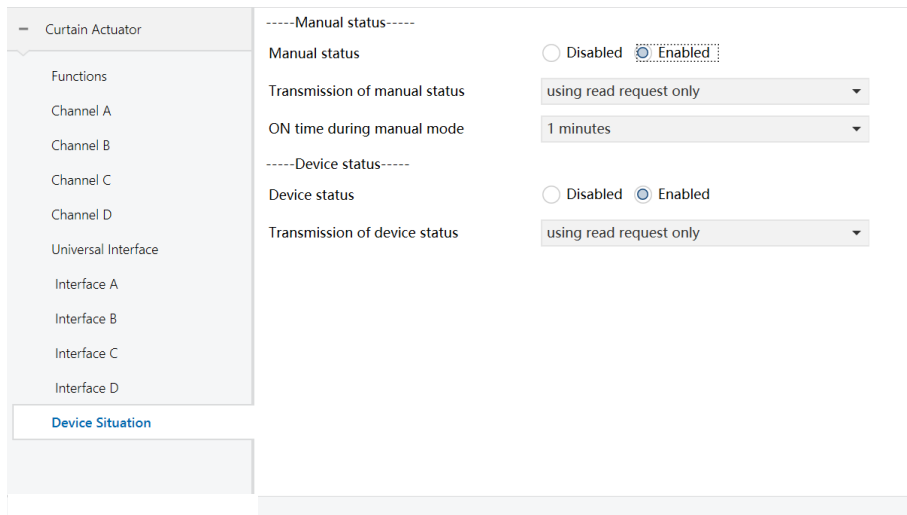 Curtain Actuator
Functions
Channel A
Channel B
Channel C
Channel D
Universal Interface
Interface A
Interface B
Interface C
Interface D
Device Situation
-----Manual status-----
Manual status Disabled Enabled
Transmission of manual status using read request only
ON time during manual mode 1 minutes
-----Device status-----
Device status Disabled Enabled
Transmission of device status using read request only